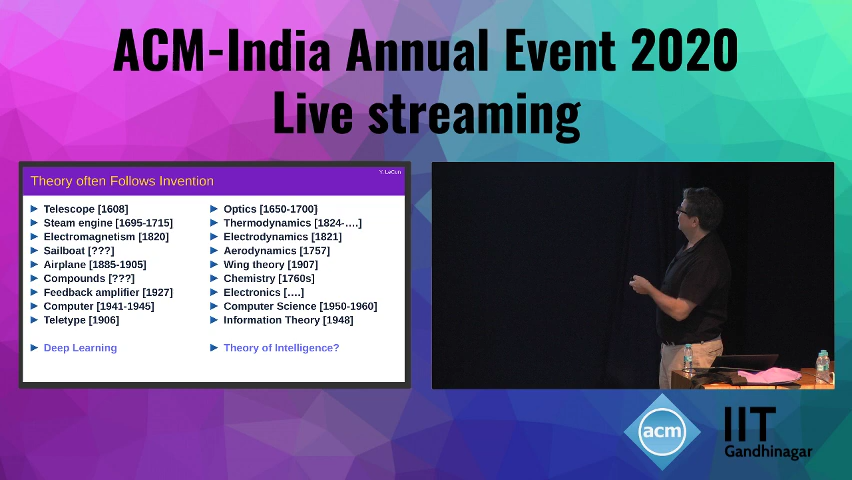 ACM-India Annual Event 2020
Live streaming
Y. LeCun
Theory often Follows Invention
Telescope [1608]
Steam engine [1695-1715]
Electromagnetism [1820]
Sailboat [???]
Airplane [1885-1905]
Compounds [???]
Feedback amplifier [1927]
Computer [1941-1945]
Teletype [1906]
Deep Learning
Optics [1650-1700]
Thermodynamics [1824-....]
Electrodynamics [1821]
Aerodynamics [1757]
Wing theory [1907]
Chemistry [1760s]
Electronics [....]
Computer Science [1950-1960]
Information Theory [1948]
Theory of Intelligence?
acm
IIT
Gandhinagar